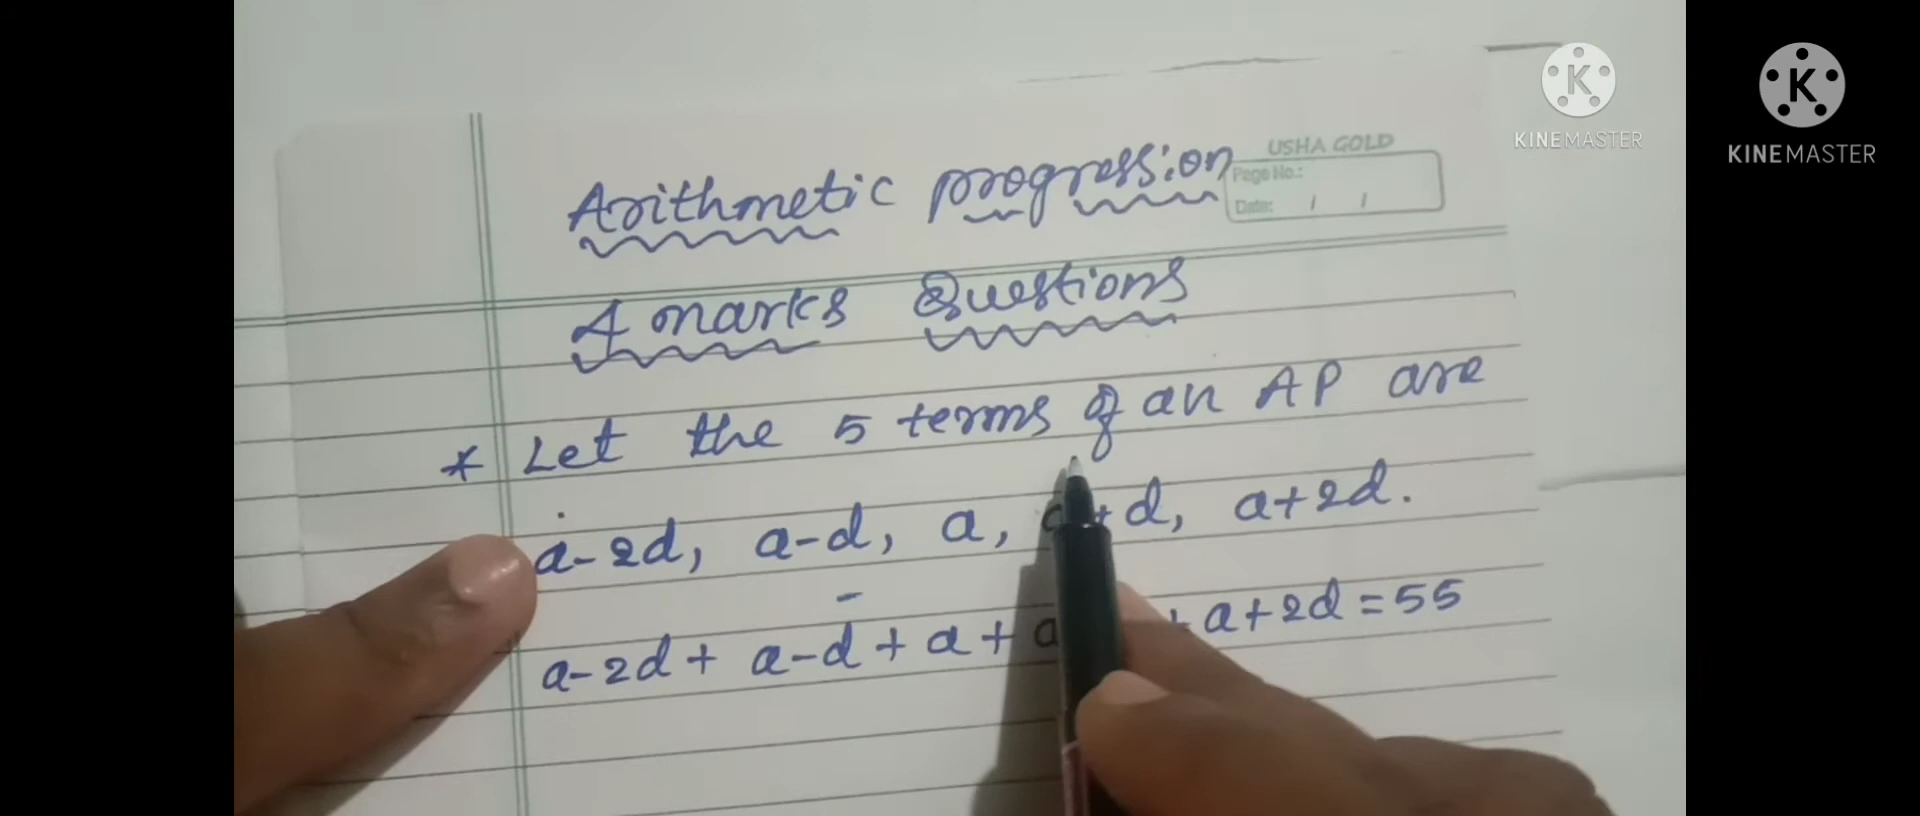 USHA GOLD
Page No.:
Date: / /
Arithmetic progression
4 marks Questions
* Let the 5 terms of an AP are
a-2d, a-d, a, a+d, a+2d.
a-2d + a-d + a + a + a+2d = 55
KINEMASTER
KINEMASTER